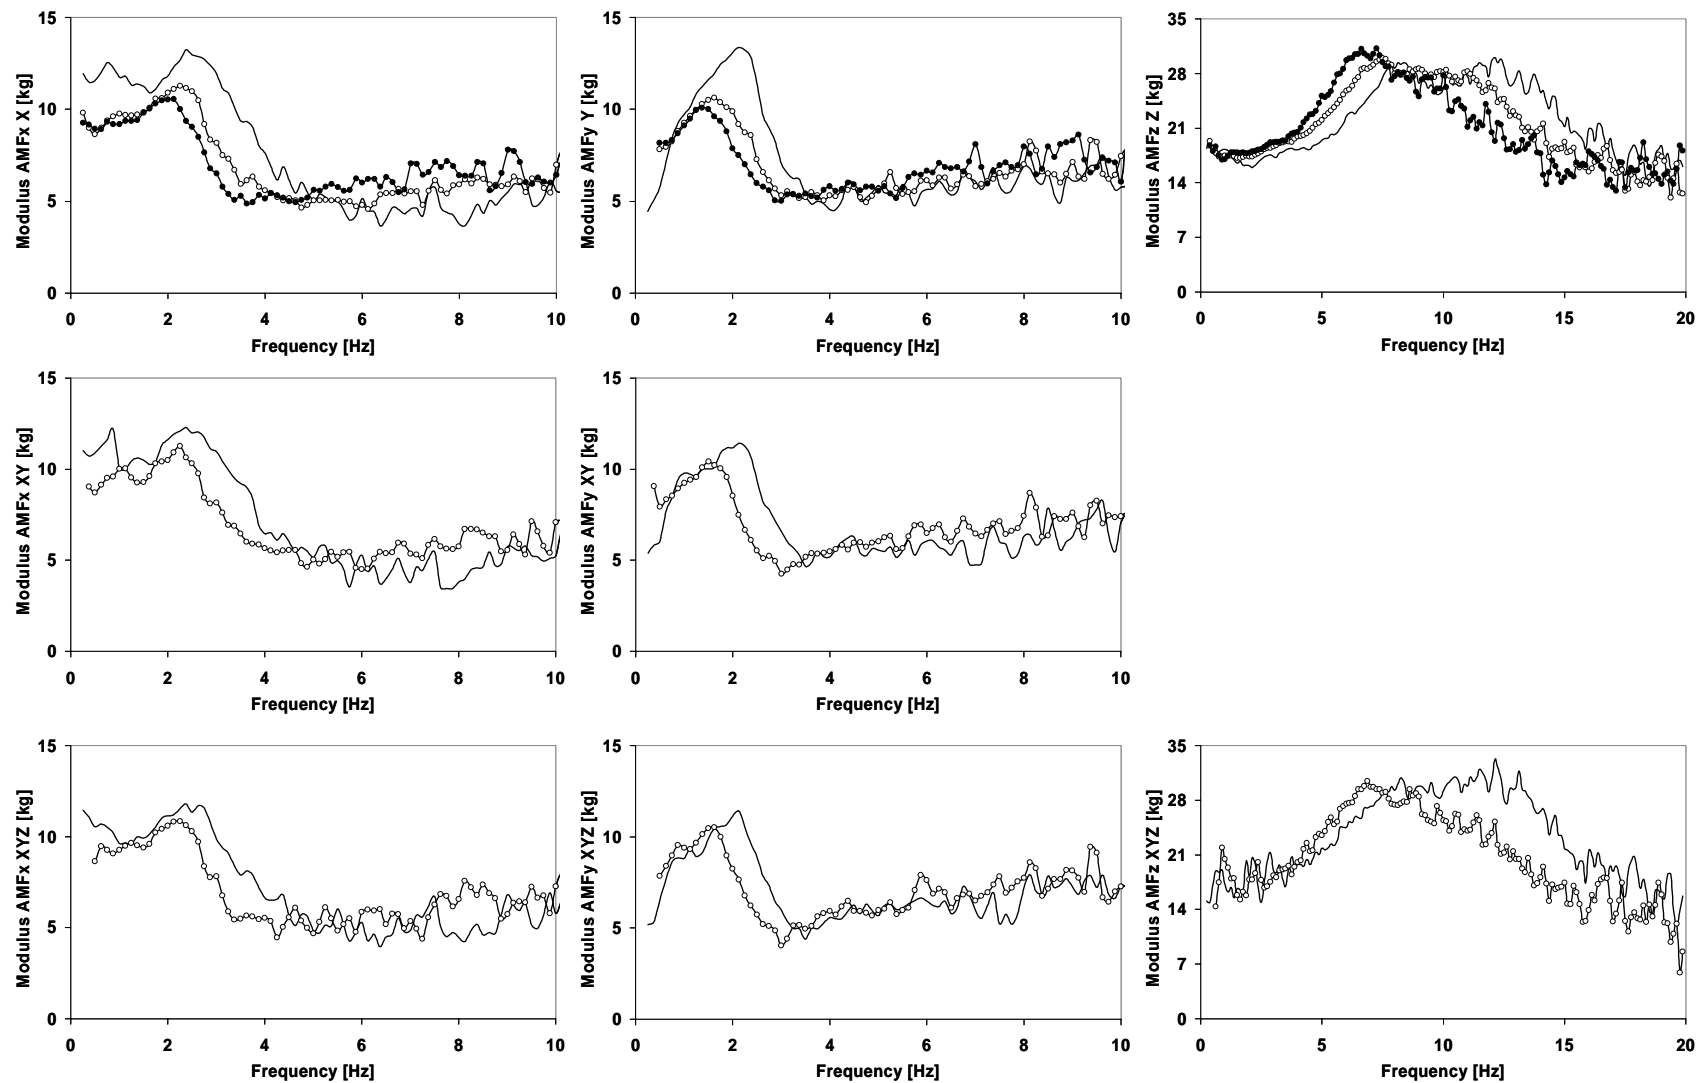 Modulus AMFx X [kg]
15
10
5
0
0 2 4 6 8 10
Frequency [Hz]
Modulus AMFy Y [kg]
15
10
5
0
0 2 4 6 8 10
Frequency [Hz]
Modulus AMFz Z [kg]
35
28
21
14
7
0
0 5 10 15 20
Frequency [Hz]
Modulus AMFx XY [kg]
15
10
5
0
0 2 4 6 8 10
Frequency [Hz]
Modulus AMFy XY [kg]
15
10
5
0
0 2 4 6 8 10
Frequency [Hz]
Modulus AMFx XYZ [kg]
15
10
5
0
0 2 4 6 8 10
Frequency [Hz]
Modulus AMFy XYZ [kg]
15
10
5
0
0 2 4 6 8 10
Frequency [Hz]
Modulus AMFz XYZ [kg]
35
28
21
14
7
0
0 5 10 15 20
Frequency [Hz]